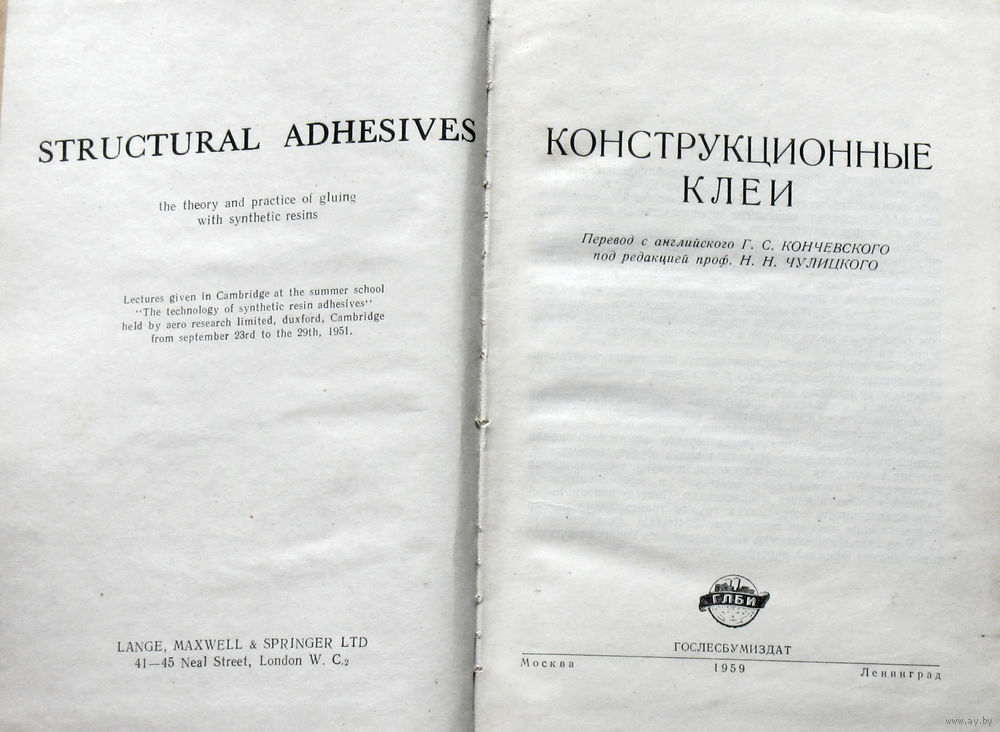 STRUCTURAL ADHESIVES
the theory and practice of gluing
with synthetic resins
Lectures given in Cambridge at the summer school
"The technology of synthetic resin adhesives"
held by aero research limited, duxford, Cambridge
from september 23rd to the 29th, 1951.
LANGE, MAXWELL & SPRINGER LTD
41—45 Neal Street, London W. C.2
КОНСТРУКЦИОННЫЕ
КЛЕИ
Перевод с английского Г. С. КОНЧЕВСКОГО
под редакцией проф. Н. Н. ЧУЛИЦКОГО
ГЛБИ
ГОСЛЕСБУМИЗДАТ
Москва 1959 Ленинград
www.ay.by